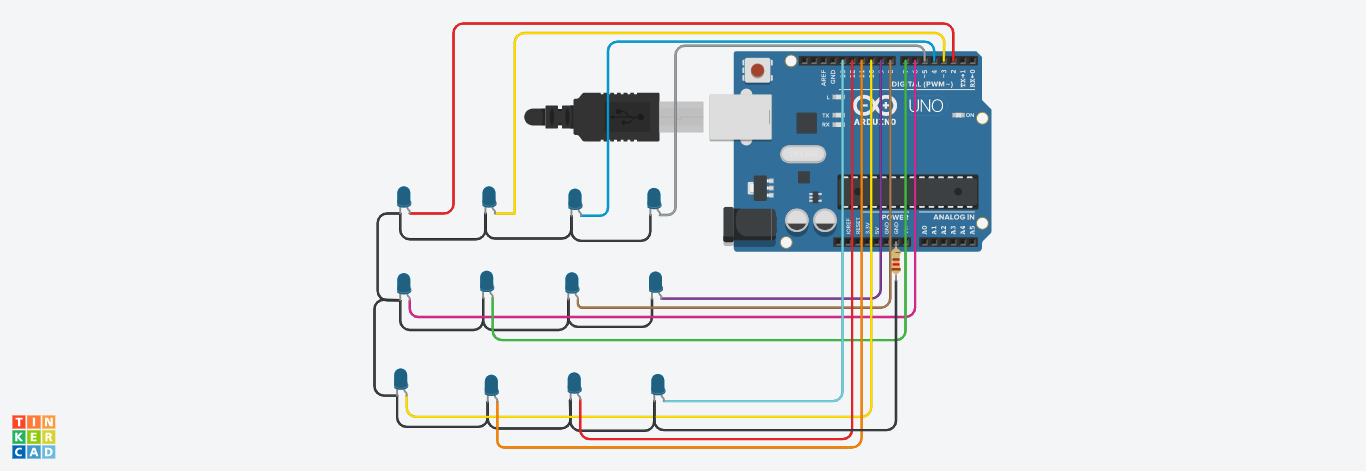 AREF
GND
13
12
~11
~10
~9
8
7
~6
~5
4
~3
2
TX→1
RX←0
DIGITAL (PWM~)
L
TX
RX
UNO
ARDUINO
ON
POWER
ANALOG IN
IOREF
RESET
3.3V
5V
GND
GND
A0
A1
A2
A3
A4
A5
TIN
KER
CAD